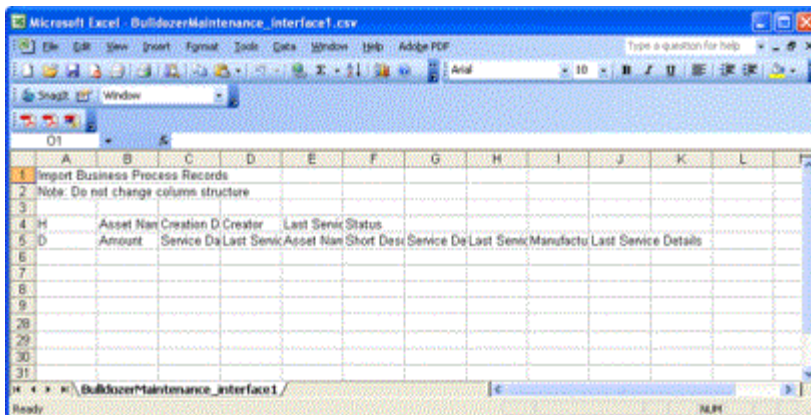 Microsoft Excel - BulldozerMaintenance_interface1.csv
File Edit View Insert Format Tools Data Window Help Adobe PDF Type a question for help
Arial 10 B I U
SnagIt Window
O1 fx
A B C D E F G H I J K L
1 Import Business Process Records
2 Note: Do not change column structure
3
4 H Asset Nam Creation D Creator Last Servic Status
5 D Amount Service Da Last Servic Asset Nam Short Desc Service De Last Servic Manufactu Last Service Details
6
7
8
9
28
29
30
31
BulldozerMaintenance_interface1
Ready NUM